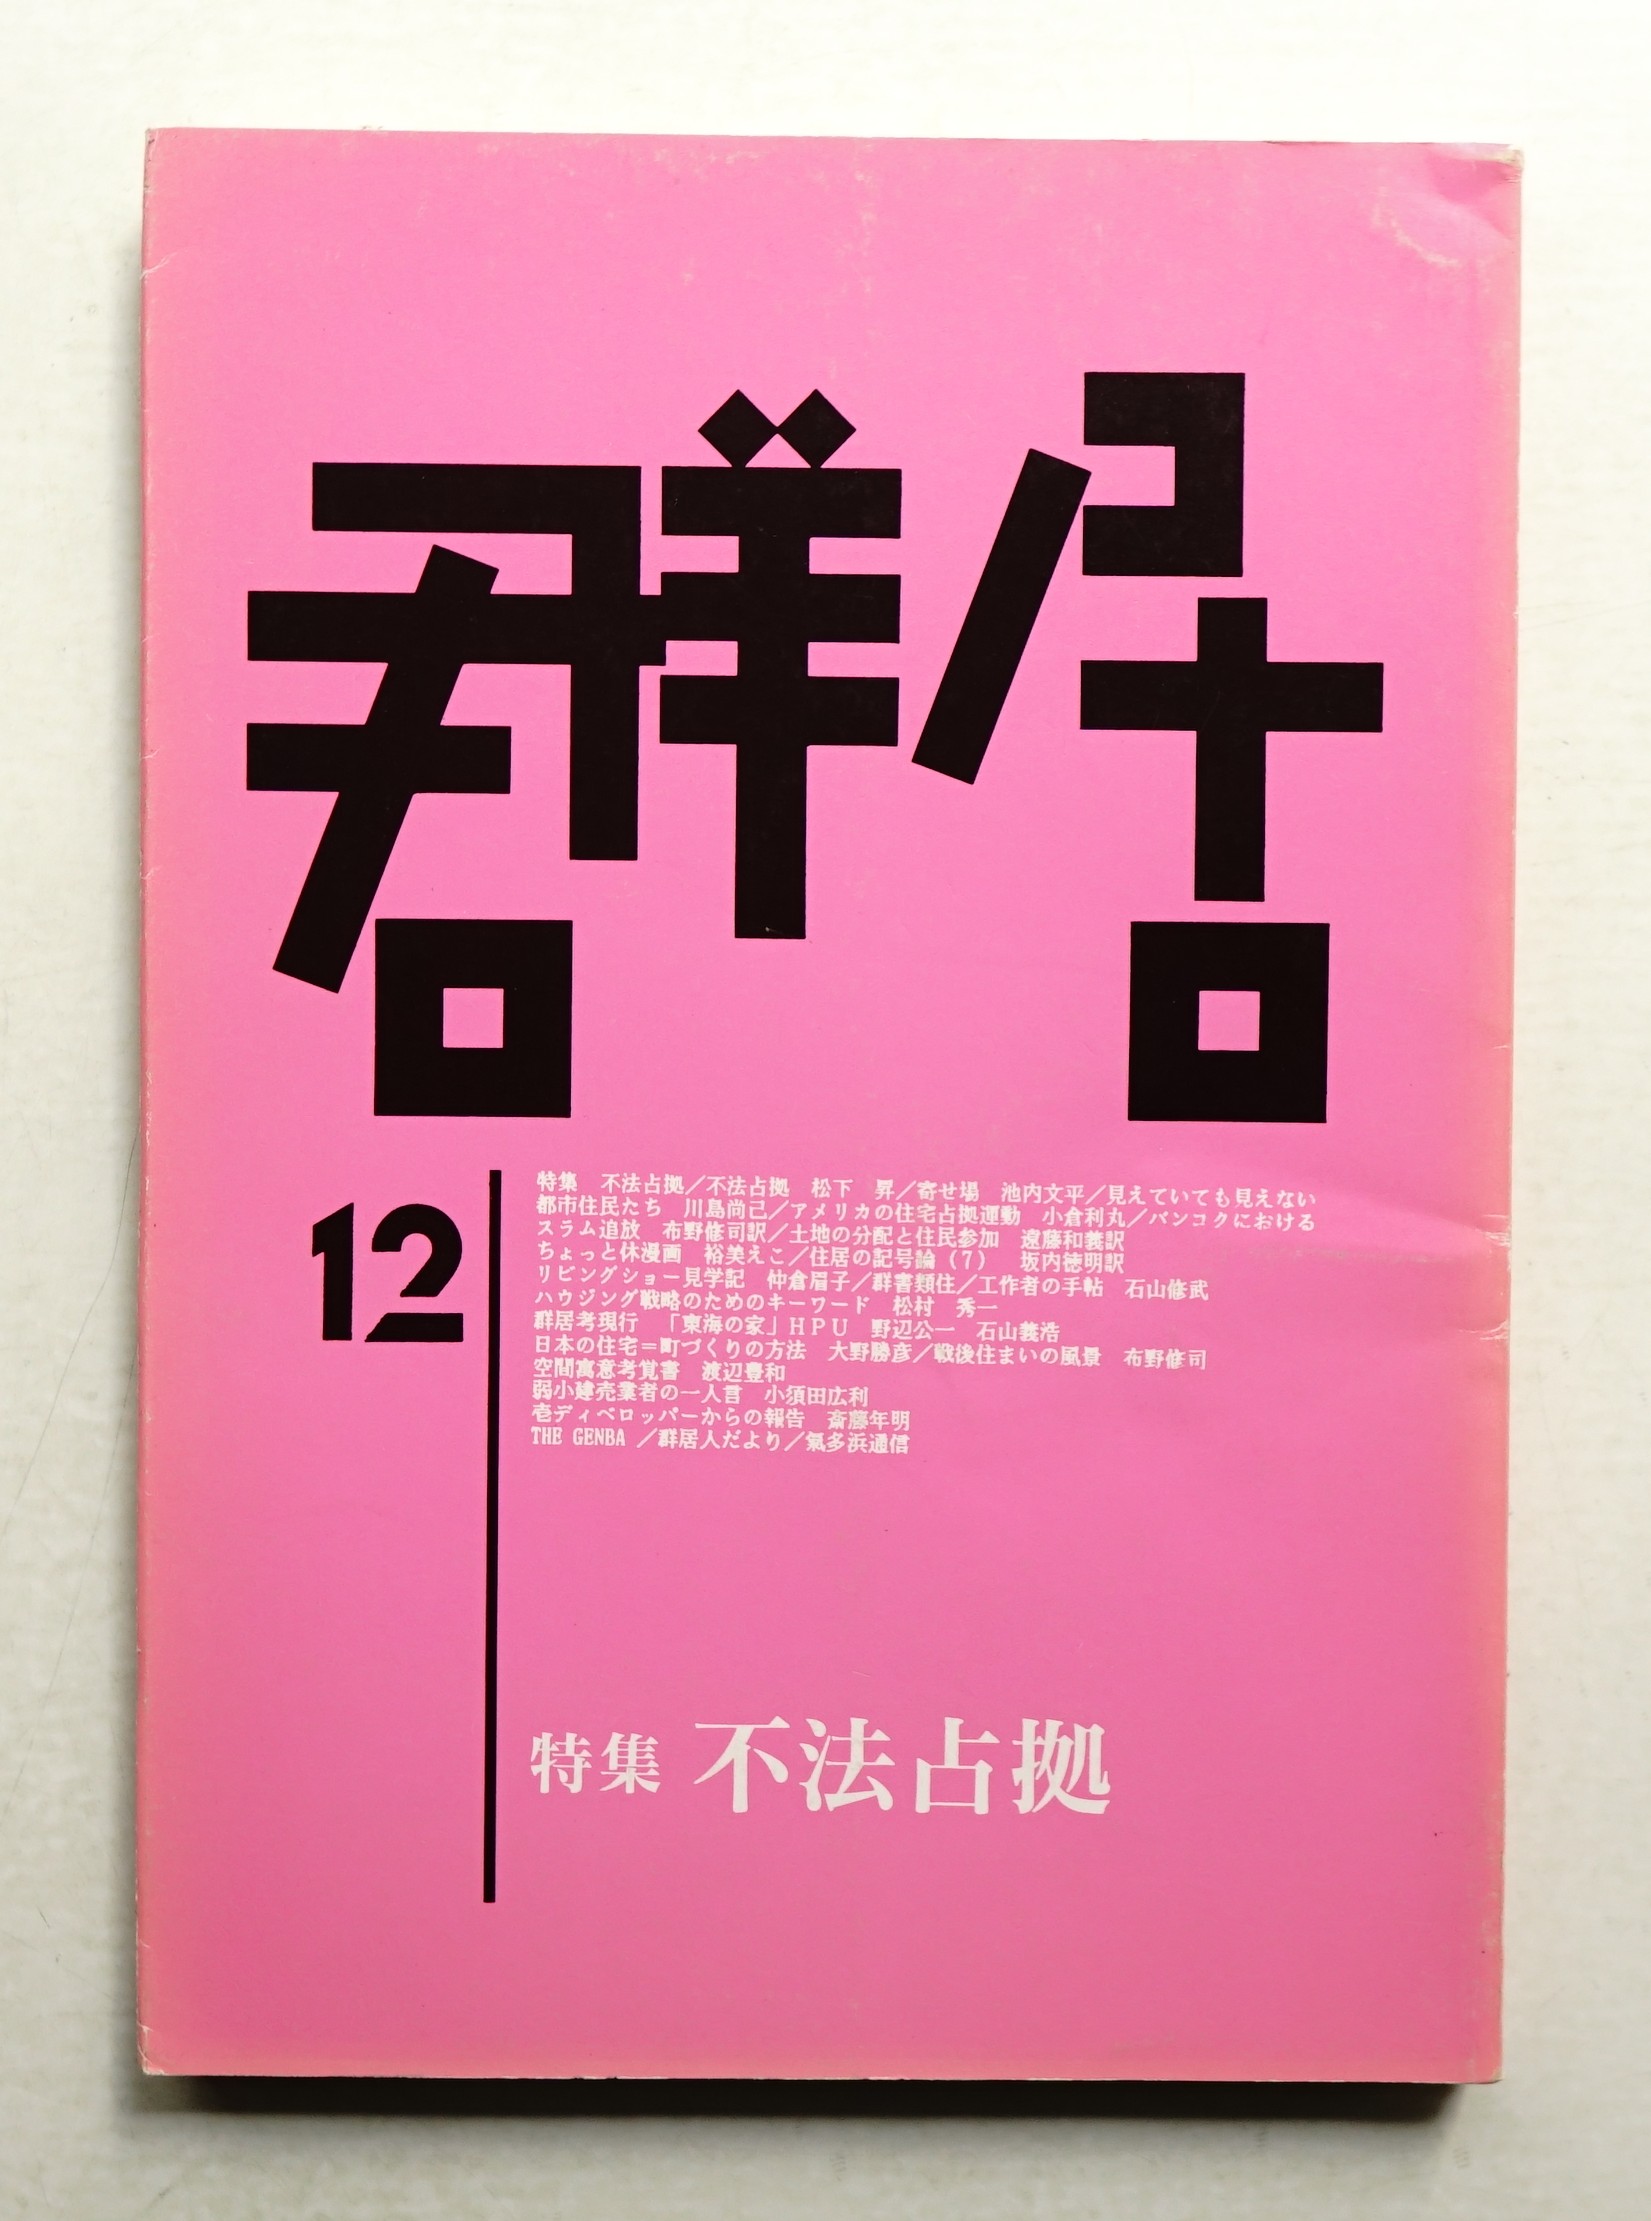 群居
12
特集　不法占拠／不法占拠　松下　昇／寄せ場　池内文平／見えていても見えない
都市住民たち　川島尚己／アメリカの住宅占拠運動　小倉利丸／バンコクにおける
スラム追放　布野修司訳／土地の分配と住民参加　遠藤和義訳
ちょっと休漫画　裕美えこ／住居の記号論（7）　坂内徳明訳
リビングショー見学記　仲倉眉子／群書類住／工作者の手帖　石山修武
ハウジング戦略のためのキーワード　松村　秀一
群居考現行　「東海の家」ＨＰＵ　野辺公一　石山義浩
日本の住宅＝町づくりの方法　大野勝彦／戦後住まいの風景　布野修司
空間寓意考覚書　渡辺豊和
弱小建売業者の一人言　小須田広利
壱ディベロッパーからの報告　斎藤年明
THE GENBA ／群居人だより／氣多浜通信
特集 不法占拠